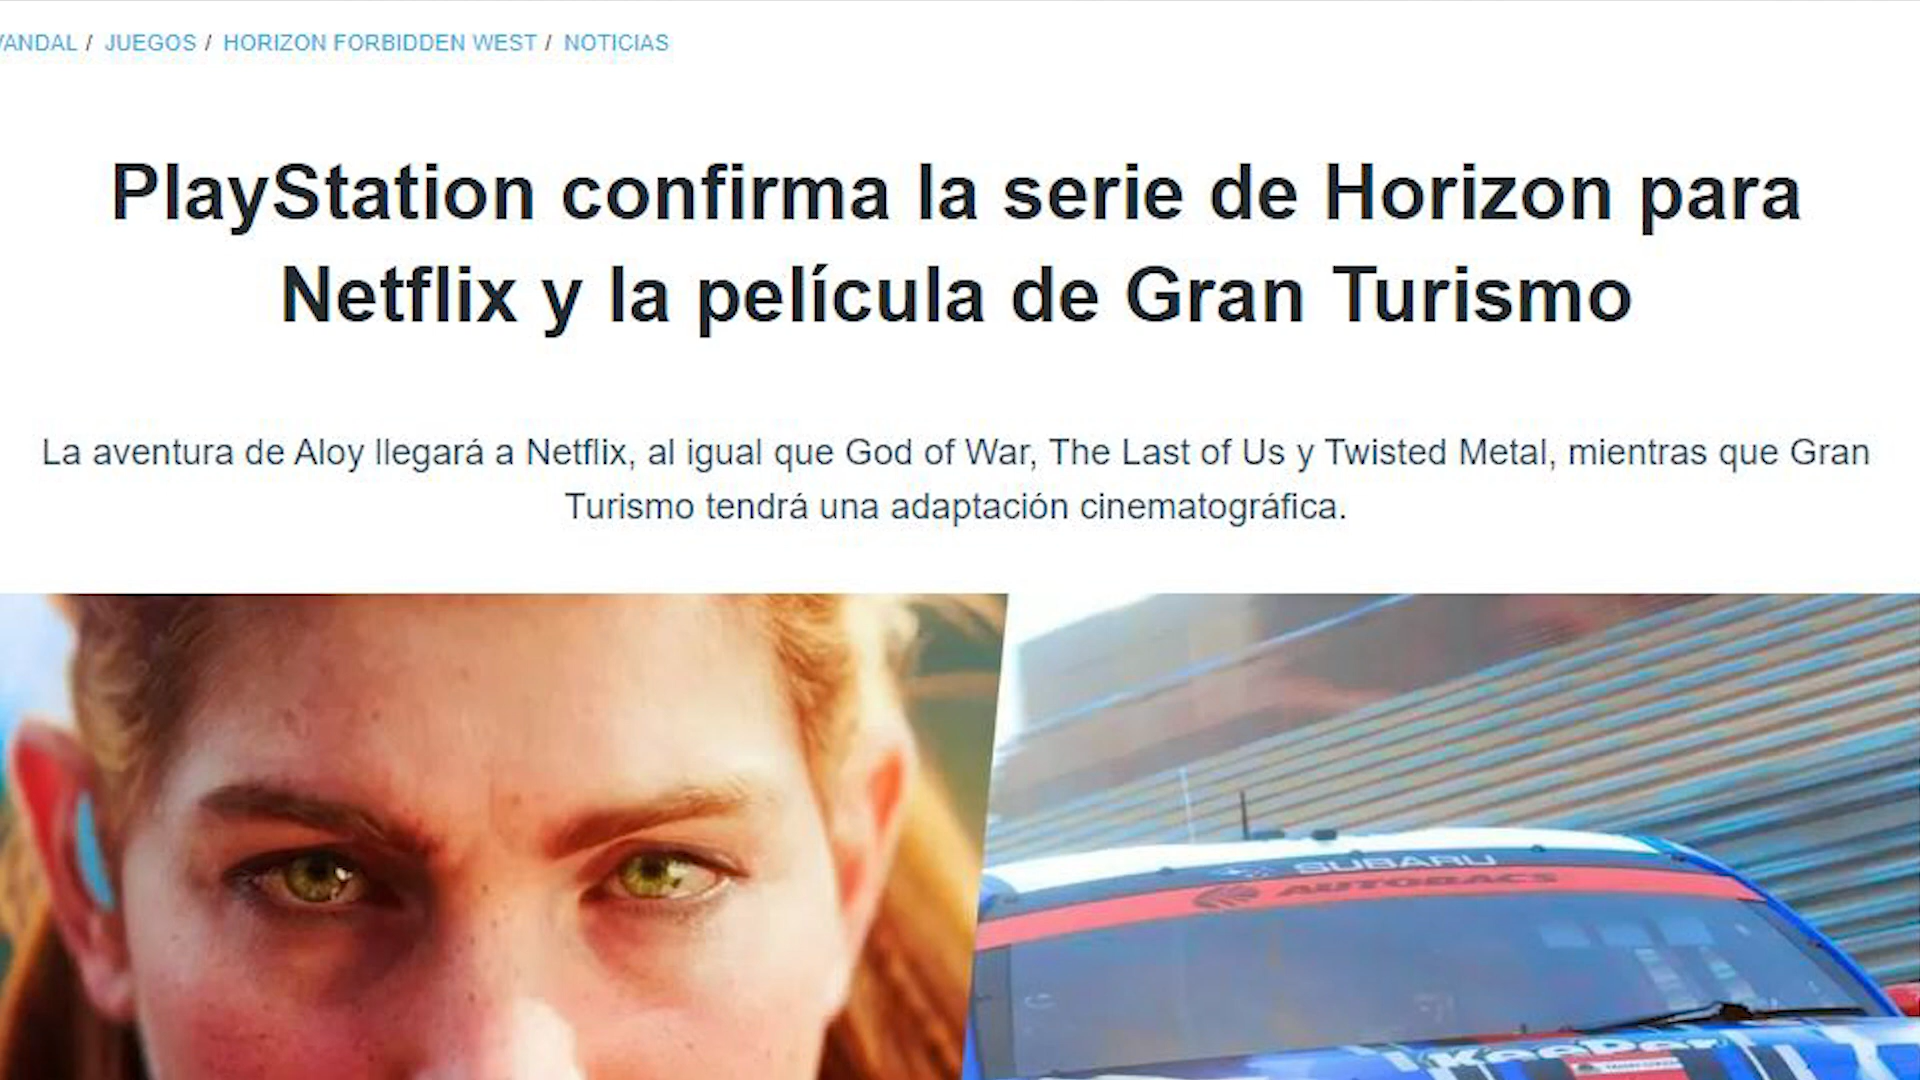 VANDAL / JUEGOS / HORIZON FORBIDDEN WEST / NOTICIAS
PlayStation confirma la serie de Horizon para
Netflix y la película de Gran Turismo
La aventura de Aloy llegará a Netflix, al igual que God of War, The Last of Us y Twisted Metal, mientras que Gran
Turismo tendrá una adaptación cinematográfica.
SUBARU
AUTOBACS
KeePer